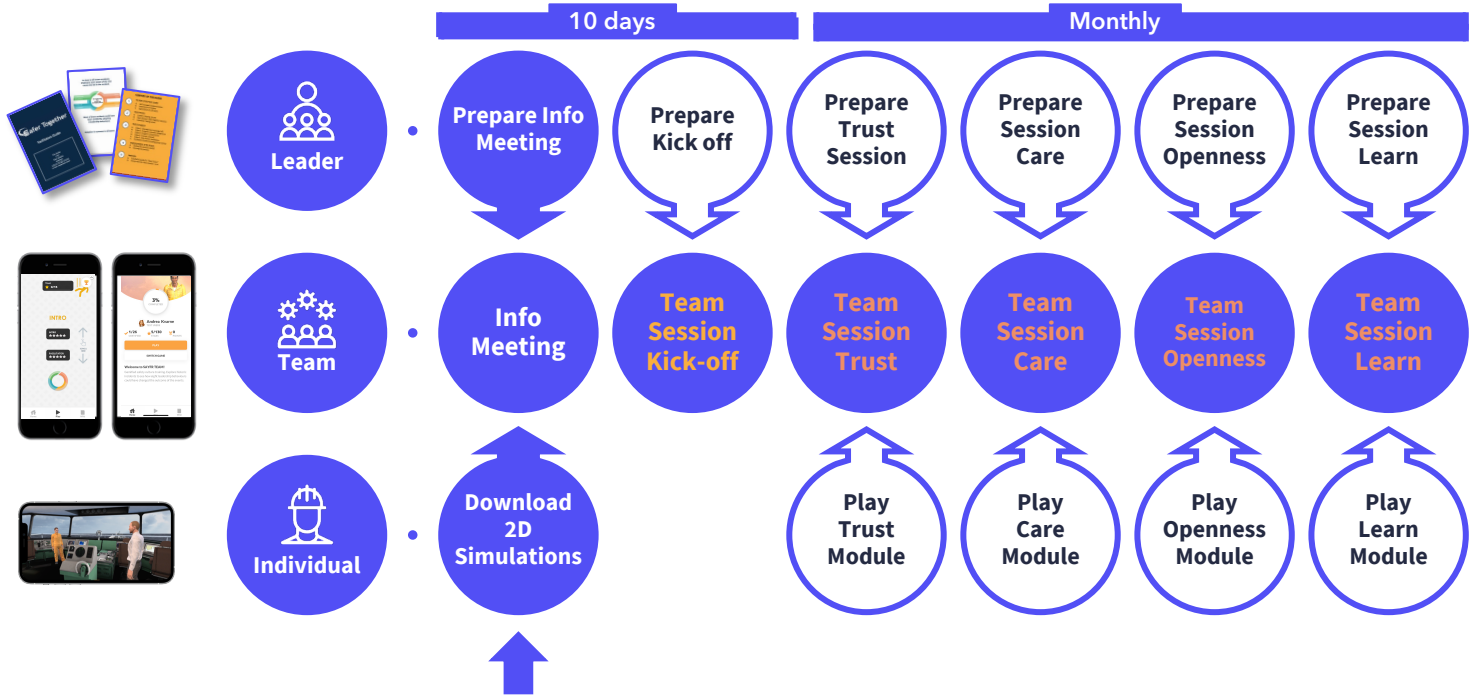 10 days
Monthly
Leader
Prepare Info
Meeting
Prepare
Kick off
Prepare
Trust
Session
Prepare
Session
Care
Prepare
Session
Openness
Prepare
Session
Learn
Safer Together
INTRO
3%
Team
Info
Meeting
Team
Session
Kick-off
Team
Session
Trust
Team
Session
Care
Team
Session
Openness
Team
Session
Learn
Individual
Download
2D
Simulations
Play
Trust
Module
Play
Care
Module
Play
Openness
Module
Play
Learn
Module